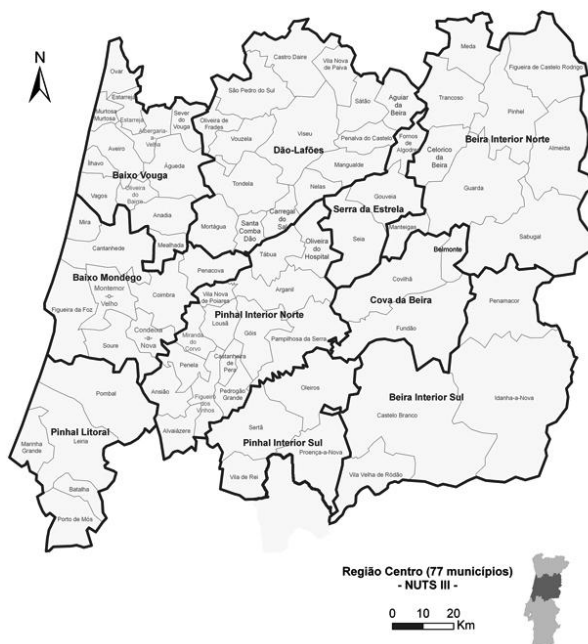 N
Ovar
Estarreja
Murtosa
Murtosa
Estarreja
Sever
do
Vouga
Albergaria-
a-Velha
Aveiro
Ílhavo
Águeda
Baixo Vouga
Vagos
Oliveira
do Bairro
Anadia
Mealhada
Castro Daire
Vila Nova
de Paiva
São Pedro do Sul
Sátão
Aguiar
da
Beira
Oliveira de
Frades
Vouzela
Viseu
Penalva do Castelo
Fornos
de
Algodres
Dão-Lafões
Mangualde
Tondela
Nelas
Mortágua
Santa
Comba
Dão
Carregal
do
Sal
Meda
Figueira de Castelo Rodrigo
Trancoso
Pinhel
Almeida
Beira Interior Norte
Celorico
da
Beira
Guarda
Sabugal
Gouveia
Serra da Estrela
Manteigas
Seia
Belmonte
Covilhã
Cova da Beira
Fundão
Mira
Cantanhede
Baixo Mondego
Montemor
-o-
Velho
Coimbra
Figueira da Foz
Condeixa
-a-
Nova
Soure
Penacova
Tábua
Oliveira
do
Hospital
Vila Nova
de Poiares
Arganil
Pinhal Interior Norte
Lousã
Miranda
do
Corvo
Góis
Pampilhosa da Serra
Castanheira
de
Pera
Penela
Ansião
Figueiró
dos
Vinhos
Pedrógão
Grande
Alvaiázere
Penamacor
Idanha-a-Nova
Beira Interior Sul
Castelo Branco
Vila Velha de Ródão
Oleiros
Sertã
Pinhal Interior Sul
Proença-a-Nova
Vila de Rei
Pombal
Pinhal Litoral
Marinha
Grande
Leiria
Batalha
Porto de Mós
Região Centro (77 municípios)
- NUTS III -
0 10 20
Km